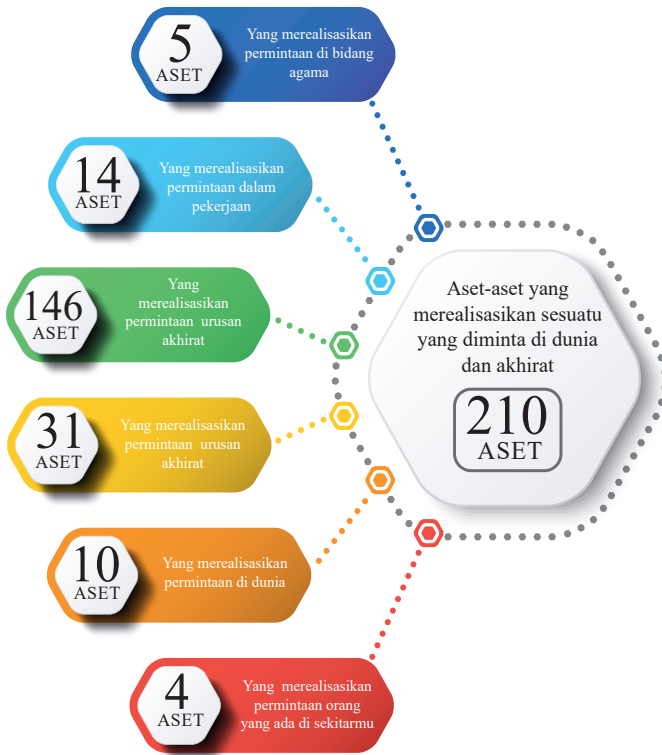 5
ASET
Yang merealisasikan
permintaan di bidang
agama
14
ASET
Yang merealisasikan
permintaan dalam
pekerjaan
146
ASET
Yang
merealisasikan
permintaan urusan
akhirat
31
ASET
Yang merealisasikan
permintaan urusan
akhirat
10
ASET
Yang merealisasikan
permintaan di dunia
4
ASET
Yang merealisasikan
permintaan orang
yang ada di sekitarmu
Aset-aset yang
merealisasikan sesuatu
yang diminta di dunia
dan akhirat
210
ASET